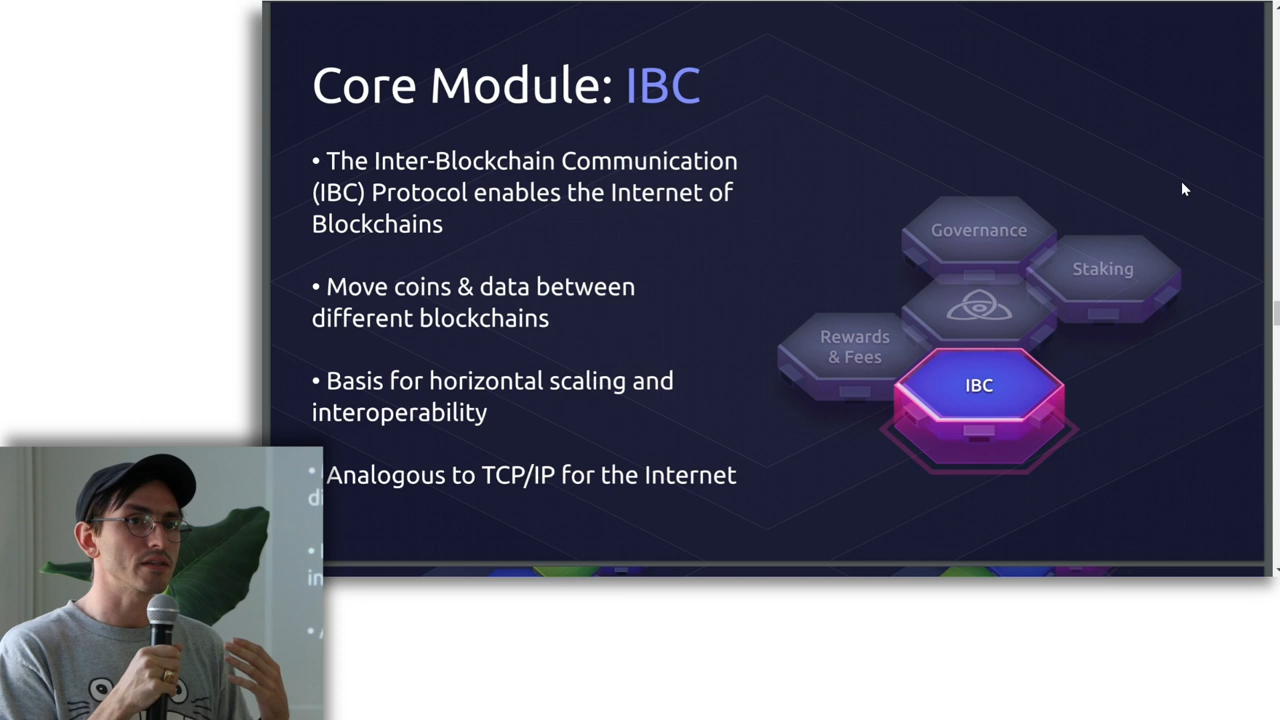 Core Module: IBC
• The Inter-Blockchain Communication
(IBC) Protocol enables the Internet of
Blockchains
• Move coins & data between
different blockchains
• Basis for horizontal scaling and
interoperability
• Analogous to TCP/IP for the Internet
Governance
Staking
Rewards
& Fees
IBC
di
in